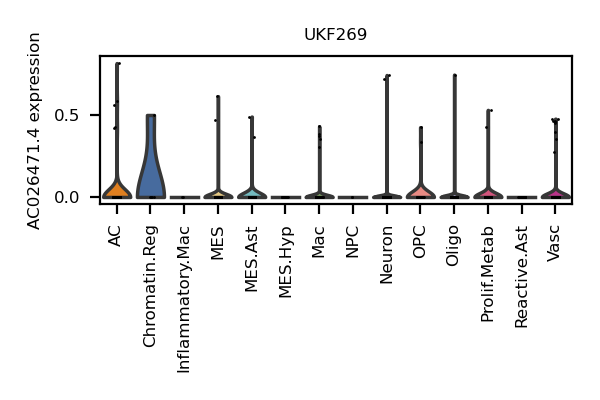 UKF269
AC026471.4 expression
0.5
0.0
AC
Chromatin.Reg
Inflammatory.Mac
MES
MES.Ast
MES.Hyp
Mac
NPC
Neuron
OPC
Oligo
Prolif.Metab
Reactive.Ast
Vasc